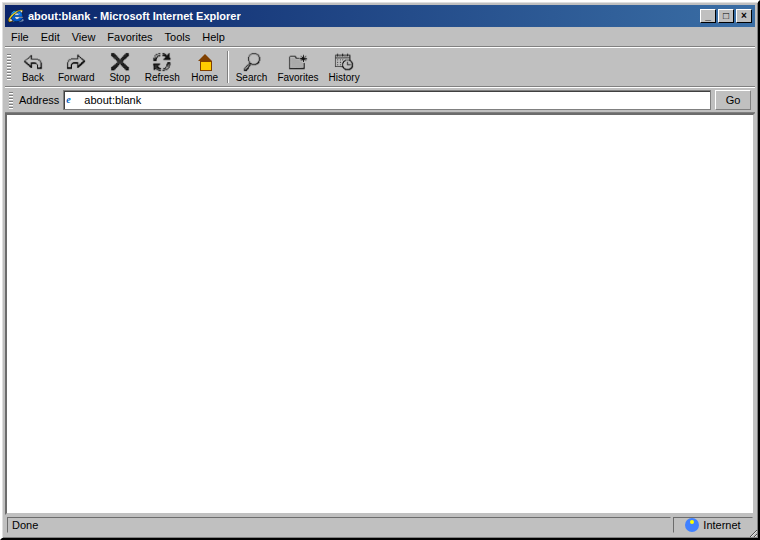 about:blank - Microsoft Internet Explorer
File Edit View Favorites Tools Help
Back Forward Stop Refresh Home Search Favorites History
Address about:blank Go
Done Internet